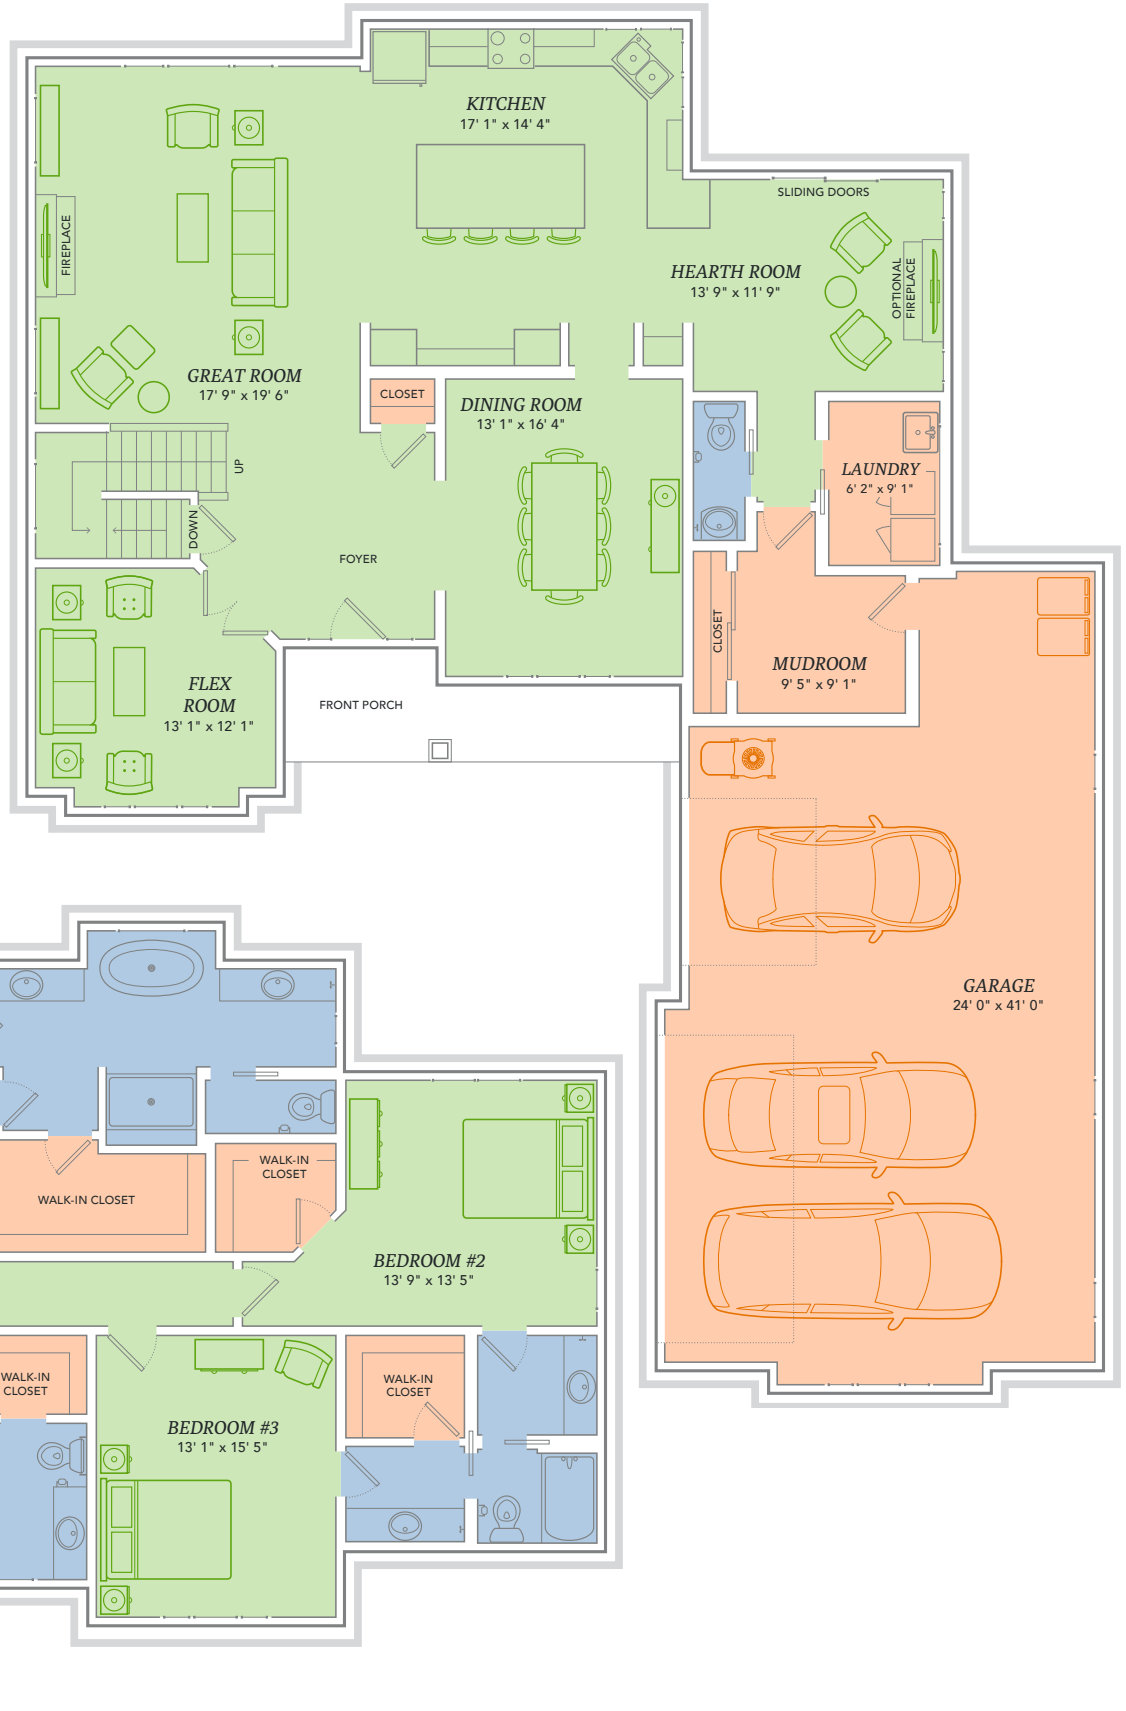 KITCHEN
17' 1" x 14' 4"
SLIDING DOORS
FIREPLACE
HEARTH ROOM
13' 9" x 11' 9"
OPTIONAL
FIREPLACE
GREAT ROOM
17' 9" x 19' 6"
CLOSET
DINING ROOM
13' 1" x 16' 4"
UP
LAUNDRY
6' 2" x 9' 1"
DOWN
FOYER
CLOSET
MUDROOM
9' 5" x 9' 1"
FLEX
ROOM
13' 1" x 12' 1"
FRONT PORCH
GARAGE
24' 0" x 41' 0"
WALK-IN
CLOSET
WALK-IN CLOSET
BEDROOM #2
13' 9" x 13' 5"
WALK-IN
CLOSET
WALK-IN
CLOSET
BEDROOM #3
13' 1" x 15' 5"